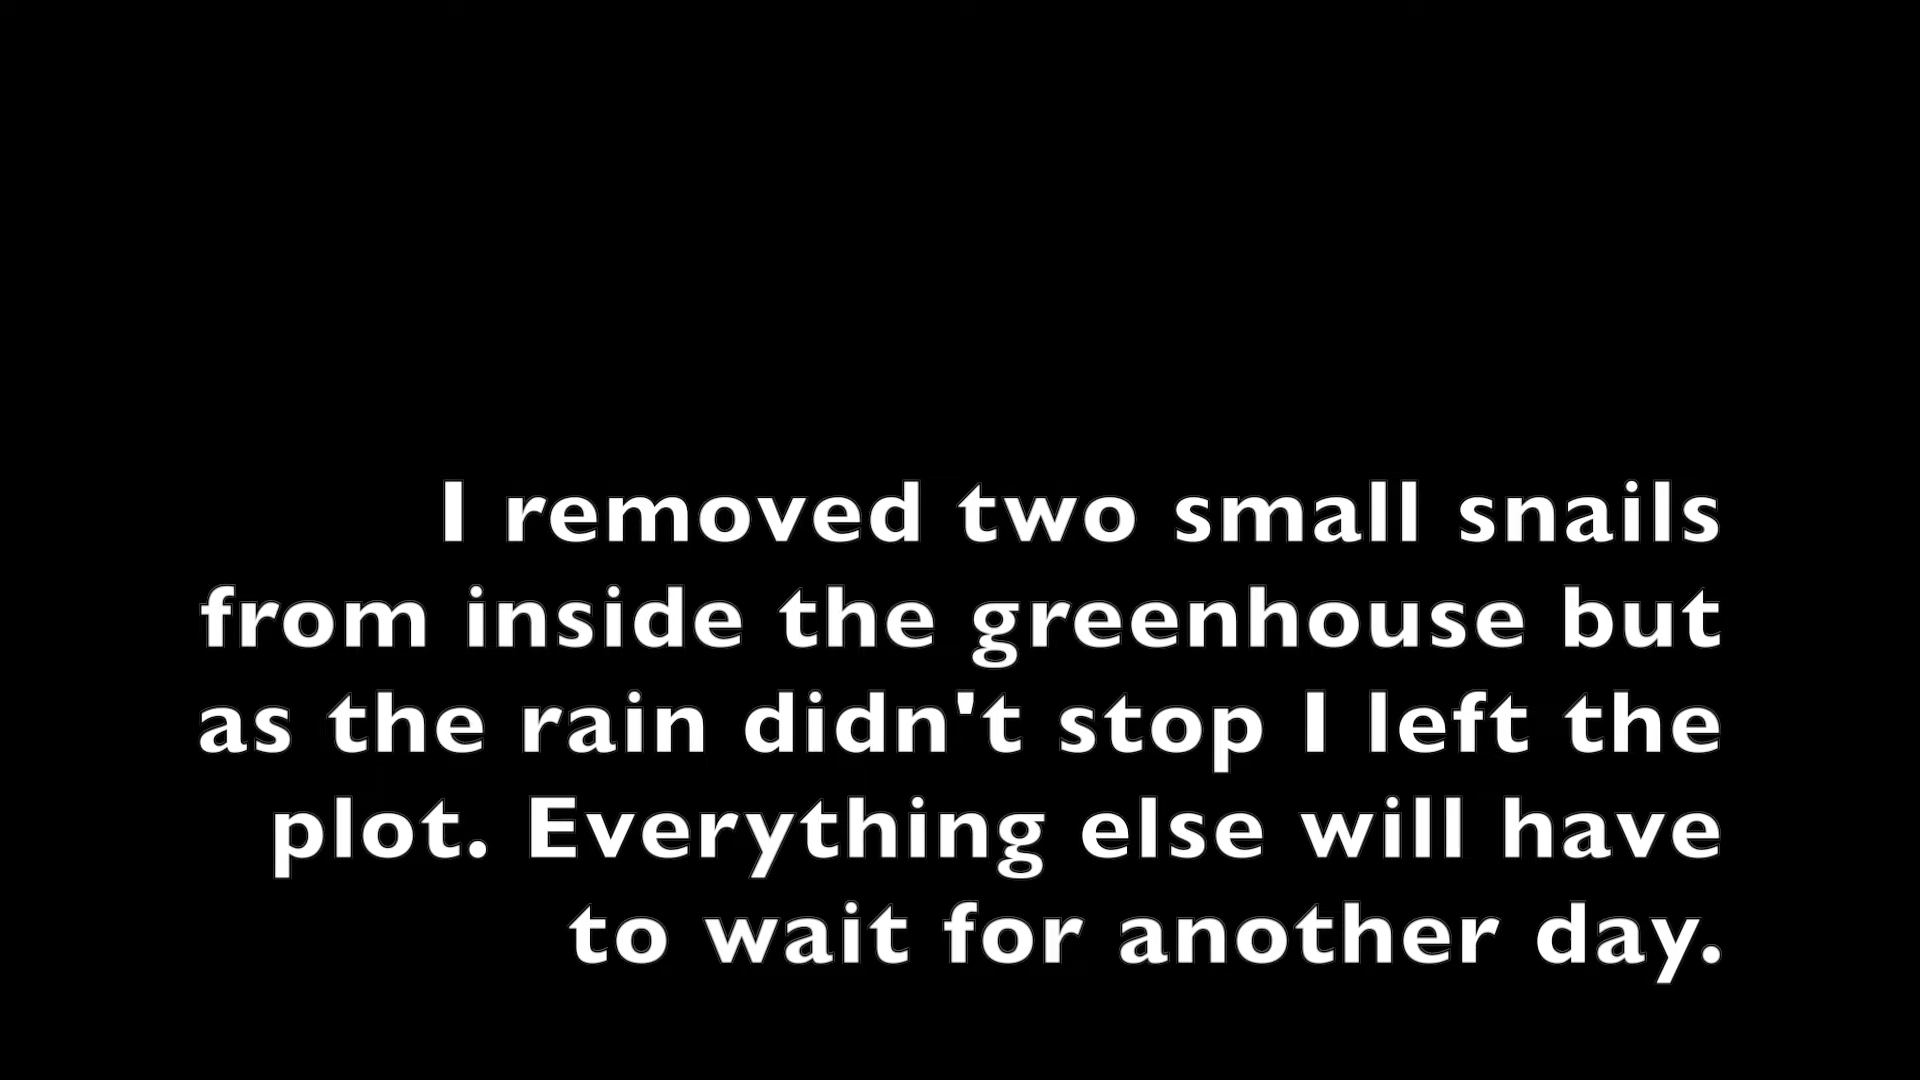 I removed two small snails
from inside the greenhouse but
as the rain didn't stop I left the
plot. Everything else will have
to wait for another day.